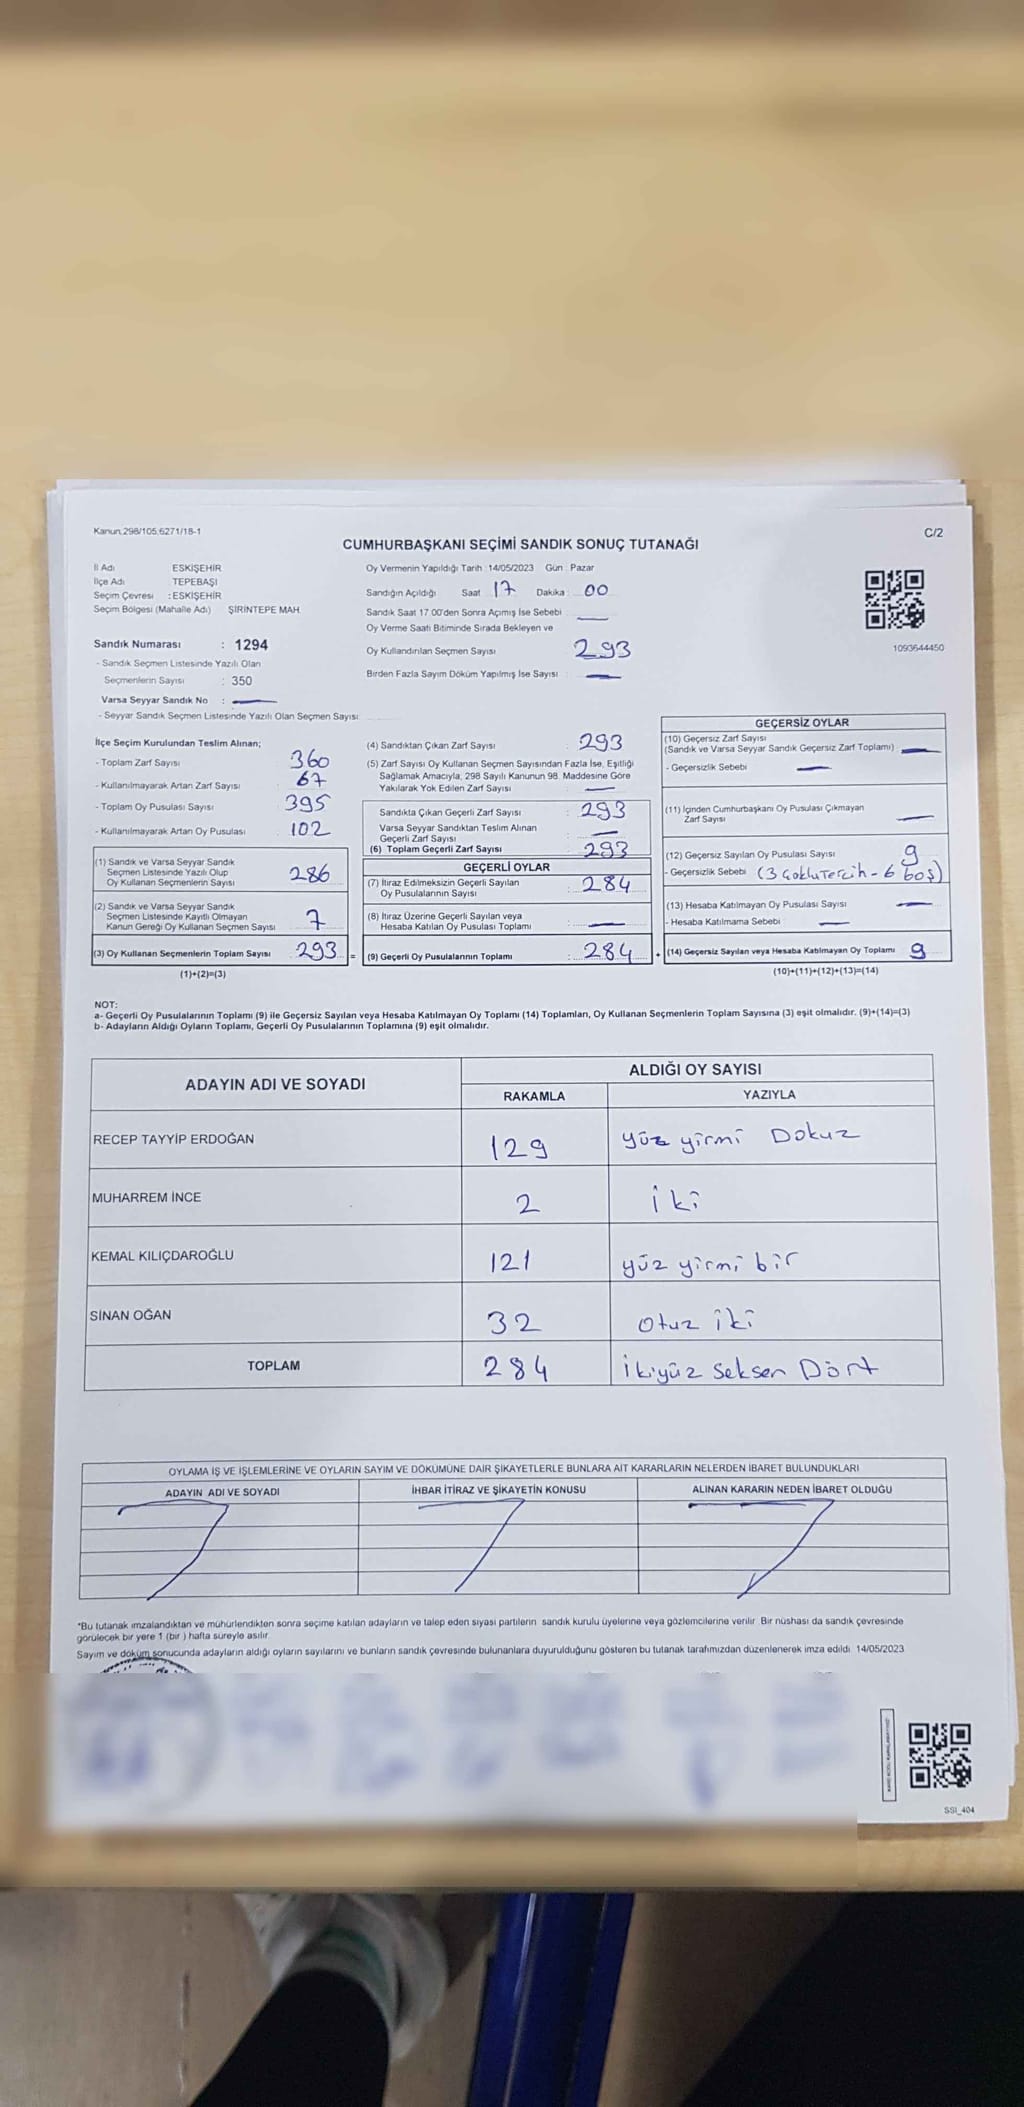 Kanun.298/105,6271/18-1
C/2
CUMHURBAŞKANI SEÇİMİ SANDIK SONUÇ TUTANAĞI
İl Adı ESKİŞEHİR
İlçe Adı TEPEBAŞI
Seçim Çevresi : ESKİŞEHİR
Seçim Bölgesi (Mahalle Adı) ŞİRİNTEPE MAH.
Sandık Numarası : 1294
- Sandık Seçmen Listesinde Yazılı Olan
Seçmenlerin Sayısı : 350
Varsa Seyyar Sandık No : —
- Seyyar Sandık Seçmen Listesinde Yazılı Olan Seçmen Sayısı
Oy Vermenin Yapıldığı Tarih :14/05/2023 Gün : Pazar
Sandığın Açıldığı Saat 17 Dakika : 00
Sandık Saat 17:00'den Sonra Açımış İse Sebebi —
Oy Verme Saati Bitiminde Sırada Bekleyen ve
Oy Kullandırılan Seçmen Sayısı 293
Birden Fazla Sayım Döküm Yapılmış İse Sayısı : —
1093644450
İlçe Seçim Kurulundan Teslim Alınan;
- Toplam Zarf Sayısı : 360
- Kullanılmayarak Artan Zarf Sayısı : 67
- Toplam Oy Pusulası Sayısı : 395
- Kullanılmayarak Artan Oy Pusulası : 102
(1) Sandık ve Varsa Seyyar Sandık
Seçmen Listesinde Yazılı Olup
Oy Kullanan Seçmenlerin Sayısı 286
(2) Sandık ve Varsa Seyyar Sandık
Seçmen Listesinde Kayıtlı Olmayan
Kanun Gereği Oy Kullanan Seçmen Sayısı 7
(3) Oy Kullanan Seçmenlerin Toplam Sayısı : 293 =
(1)+(2)=(3)
(4) Sandıktan Çıkan Zarf Sayısı : 293
(5) Zarf Sayısı Oy Kullanan Seçmen Sayısından Fazla İse, Eşitliği
Sağlamak Amacıyla, 298 Sayılı Kanunun 98. Maddesine Göre
Yakılarak Yok Edilen Zarf Sayısı : —
Sandıkta Çıkan Geçerli Zarf Sayısı : 293
Varsa Seyyar Sandıktan Teslim Alınan
Geçerli Zarf Sayısı : —
(6) Toplam Geçerli Zarf Sayısı : 293
GEÇERLİ OYLAR
(7) İtiraz Edilmeksizin Geçerli Sayılan
Oy Pusulalarının Sayısı : 284
(8) İtiraz Üzerine Geçerli Sayılan veya
Hesaba Katılan Oy Pusulası Toplamı : —
(9) Geçerli Oy Pusulalarının Toplamı : 284 +
GEÇERSİZ OYLAR
(10) Geçersiz Zarf Sayısı
(Sandık ve Varsa Seyyar Sandık Geçersiz Zarf Toplamı) : —
- Geçersizlik Sebebi : —
(11) İçinden Cumhurbaşkanı Oy Pusulası Çıkmayan
Zarf Sayısı —
(12) Geçersiz Sayılan Oy Pusulası Sayısı : 9
- Geçersizlik Sebebi (3 çoklu Tercih - 6 boş)
(13) Hesaba Katılmayan Oy Pusulası Sayısı : —
- Hesaba Katılmama Sebebi : —
(14) Geçersiz Sayılan veya Hesaba Katılmayan Oy Toplamı : 9
(10)+(11)+(12)+(13)=(14)
NOT:
a- Geçerli Oy Pusulalarının Toplamı (9) ile Geçersiz Sayılan veya Hesaba Katılmayan Oy Toplamı (14) Toplamları, Oy Kullanan Seçmenlerin Toplam Sayısına (3) eşit olmalıdır. (9)+(14)=(3)
b- Adayların Aldığı Oyların Toplamı, Geçerli Oy Pusulalarının Toplamına (9) eşit olmalıdır.
ADAYIN ADI VE SOYADI
ALDIĞI OY SAYISI
RAKAMLA YAZIYLA
RECEP TAYYİP ERDOĞAN 129 yüz yirmi Dokuz
MUHARREM İNCE 2 iki
KEMAL KILIÇDAROĞLU 121 yüz yirmi bir
SİNAN OĞAN 32 Otuz iki
TOPLAM 284 ikiyüz Seksen Dört
OYLAMA İŞ VE İŞLEMLERİNE VE OYLARIN SAYIM VE DÖKÜMÜNE DAİR ŞİKAYETLERLE BUNLARA AİT KARARLARIN NELERDEN İBARET BULUNDUKLARI
ADAYIN ADI VE SOYADI İHBAR İTİRAZ VE ŞİKAYETİN KONUSU ALINAN KARARIN NEDEN İBARET OLDUĞU
*Bu tutanak imzalandıktan ve mühürlendikten sonra seçime katılan adayların ve talep eden siyasi partilerin sandık kurulu üyelerine veya gözlemcilerine verilir. Bir nüshası da sandık çevresinde
görülecek bir yere 1 (bir ) hafta süreyle asılır.
Sayım ve döküm sonucunda adayların aldığı oyların sayılarını ve bunların sandık çevresinde bulunanlara duyurulduğunu gösteren bu tutanak tarafımızdan düzenlenerek imza edildi. 14/05/2023
SSI_404